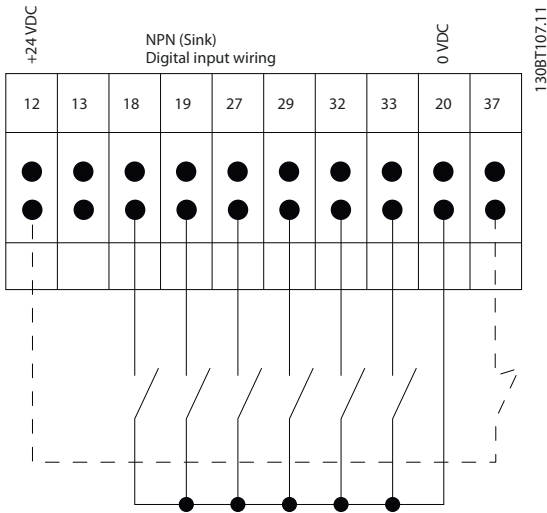 +24 VDC
NPN (Sink)
Digital input wiring
0 VDC
130BT107.11
12 13 18 19 27 29 32 33 20 37